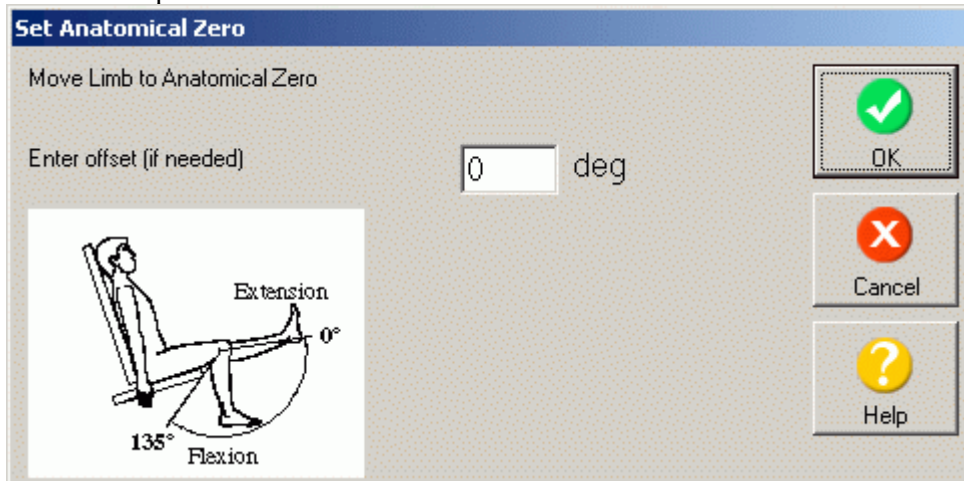 Set Anatomical Zero
Move Limb to Anatomical Zero
Enter offset (if needed)
0 deg
OK
Cancel
Help
Extension
0°
135°
Flexion